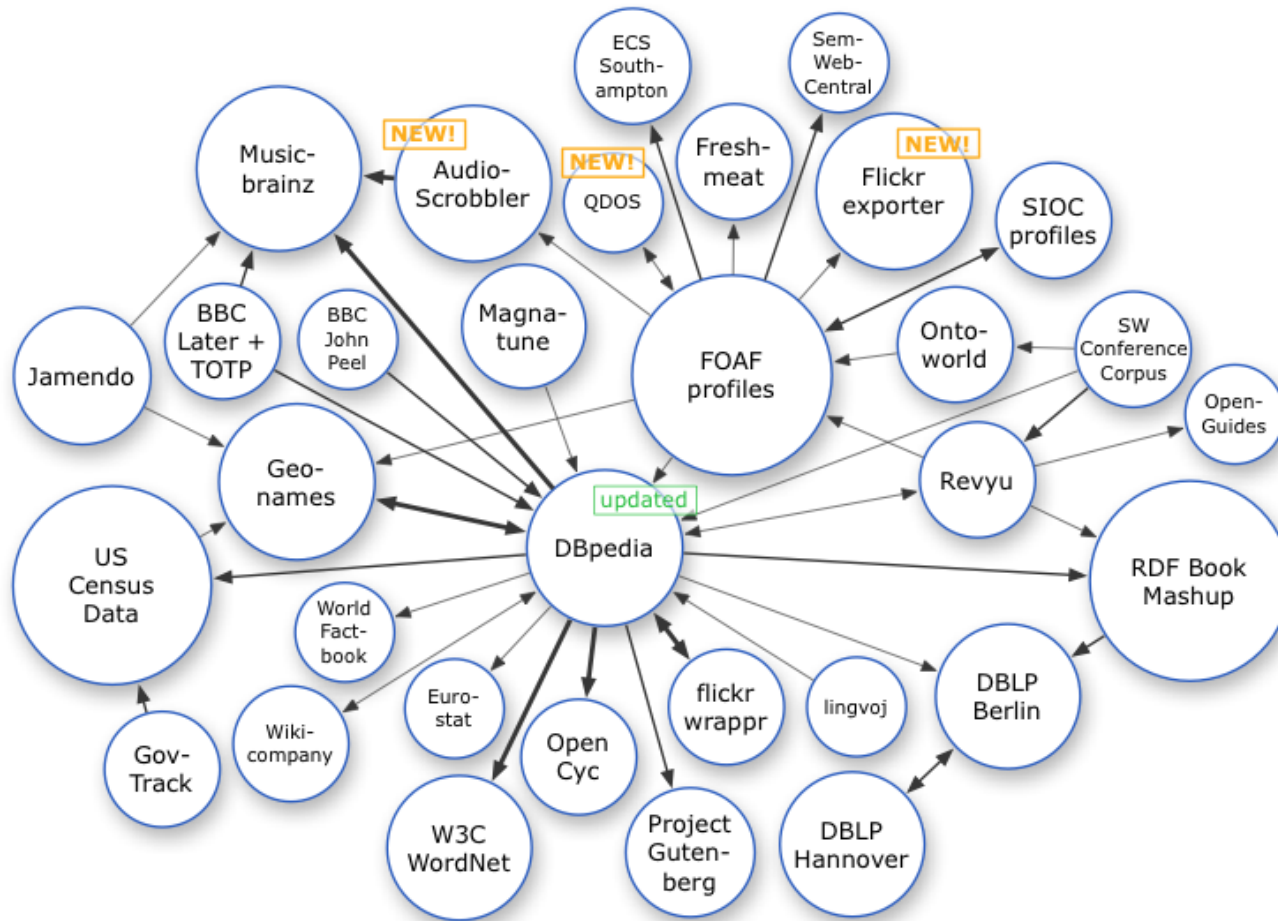 ECS
South-
ampton
Sem-
Web-
Central
NEW!
Music-
brainz
Audio-
Scrobbler
NEW!
QDOS
Fresh-
meat
NEW!
Flickr
exporter
SIOC
profiles
Jamendo
BBC
Later +
TOTP
BBC
John
Peel
Magna-
tune
FOAF
profiles
Onto-
world
SW
Conference
Corpus
Open-
Guides
Geo-
names
Revyu
updated
DBpedia
US
Census
Data
RDF Book
Mashup
World
Fact-
book
Wiki-
company
Euro-
stat
flickr
wrappr
lingvoj
DBLP
Berlin
Gov-
Track
Open
Cyc
W3C
WordNet
Project
Guten-
berg
DBLP
Hannover